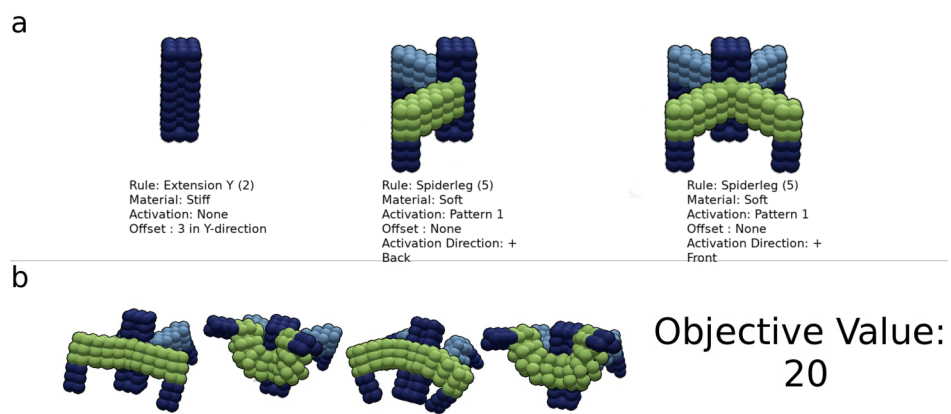 a
Rule: Extension Y (2)
Material: Stiff
Activation: None
Offset : 3 in Y-direction
Rule: Spiderleg (5)
Material: Soft
Activation: Pattern 1
Offset : None
Activation Direction: +
Back
Rule: Spiderleg (5)
Material: Soft
Activation: Pattern 1
Offset : None
Activation Direction: +
Front
b
Objective Value:
20